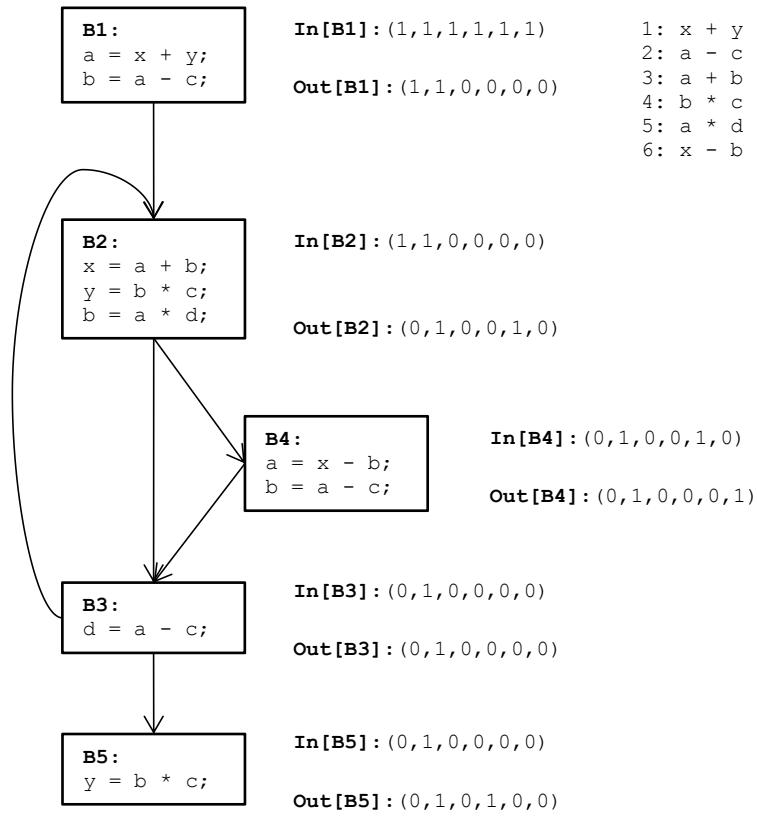 B1:
a = x + y;
b = a - c;
In[B1]:(1,1,1,1,1,1)
Out[B1]:(1,1,0,0,0,0)
1: x + y
2: a - c
3: a + b
4: b * c
5: a * d
6: x - b
B2:
x = a + b;
y = b * c;
b = a * d;
In[B2]:(1,1,0,0,0,0)
Out[B2]:(0,1,0,0,1,0)
B4:
a = x - b;
b = a - c;
In[B4]:(0,1,0,0,1,0)
Out[B4]:(0,1,0,0,0,1)
B3:
d = a - c;
In[B3]:(0,1,0,0,0,0)
Out[B3]:(0,1,0,0,0,0)
B5:
y = b * c;
In[B5]:(0,1,0,0,0,0)
Out[B5]:(0,1,0,1,0,0)